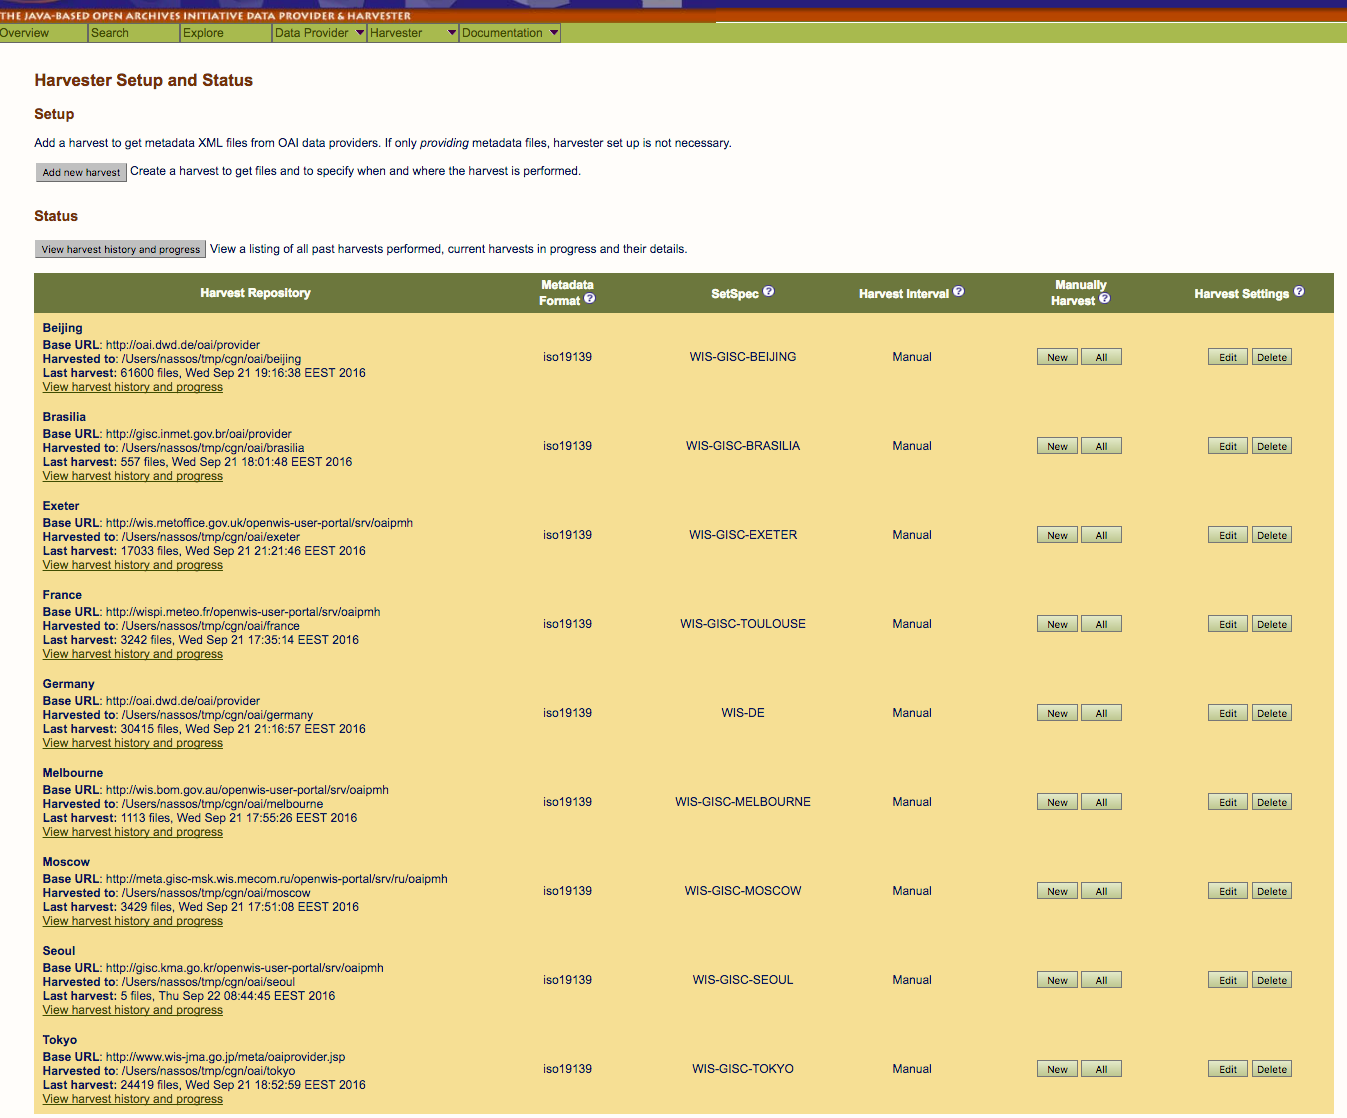 THE JAVA-BASED OPEN ARCHIVES INITIATIVE DATA PROVIDER & HARVESTER
Overview Search Explore Data Provider Harvester Documentation
Harvester Setup and Status
Setup
Add a harvest to get metadata XML files from OAI data providers. If only providing metadata files, harvester set up is not necessary.
Add new harvest Create a harvest to get files and to specify when and where the harvest is performed.
Status
View harvest history and progress View a listing of all past harvests performed, current harvests in progress and their details.
Harvest Repository Metadata Format ? SetSpec ? Harvest Interval ? Manually Harvest ? Harvest Settings ?
Beijing
Base URL: http://oai.dwd.de/oai/provider
Harvested to: /Users/nassos/tmp/cgn/oai/beijing
Last harvest: 61600 files, Wed Sep 21 19:16:38 EEST 2016
View harvest history and progress
iso19139 WIS-GISC-BEIJING Manual New All Edit Delete
Brasilia
Base URL: http://gisc.inmet.gov.br/oai/provider
Harvested to: /Users/nassos/tmp/cgn/oai/brasilia
Last harvest: 557 files, Wed Sep 21 18:01:48 EEST 2016
View harvest history and progress
iso19139 WIS-GISC-BRASILIA Manual New All Edit Delete
Exeter
Base URL: http://wis.metoffice.gov.uk/openwis-user-portal/srv/oaipmh
Harvested to: /Users/nassos/tmp/cgn/oai/exeter
Last harvest: 17033 files, Wed Sep 21 21:21:46 EEST 2016
View harvest history and progress
iso19139 WIS-GISC-EXETER Manual New All Edit Delete
France
Base URL: http://wispi.meteo.fr/openwis-user-portal/srv/oaipmh
Harvested to: /Users/nassos/tmp/cgn/oai/france
Last harvest: 3242 files, Wed Sep 21 17:35:14 EEST 2016
View harvest history and progress
iso19139 WIS-GISC-TOULOUSE Manual New All Edit Delete
Germany
Base URL: http://oai.dwd.de/oai/provider
Harvested to: /Users/nassos/tmp/cgn/oai/germany
Last harvest: 30415 files, Wed Sep 21 21:16:57 EEST 2016
View harvest history and progress
iso19139 WIS-DE Manual New All Edit Delete
Melbourne
Base URL: http://wis.bom.gov.au/openwis-user-portal/srv/oaipmh
Harvested to: /Users/nassos/tmp/cgn/oai/melbourne
Last harvest: 1113 files, Wed Sep 21 17:55:26 EEST 2016
View harvest history and progress
iso19139 WIS-GISC-MELBOURNE Manual New All Edit Delete
Moscow
Base URL: http://meta.gisc-msk.wis.mecom.ru/openwis-portal/srv/ru/oaipmh
Harvested to: /Users/nassos/tmp/cgn/oai/moscow
Last harvest: 3429 files, Wed Sep 21 17:51:08 EEST 2016
View harvest history and progress
iso19139 WIS-GISC-MOSCOW Manual New All Edit Delete
Seoul
Base URL: http://gisc.kma.go.kr/openwis-user-portal/srv/oaipmh
Harvested to: /Users/nassos/tmp/cgn/oai/seoul
Last harvest: 5 files, Thu Sep 22 08:44:45 EEST 2016
View harvest history and progress
iso19139 WIS-GISC-SEOUL Manual New All Edit Delete
Tokyo
Base URL: http://www.wis-jma.go.jp/meta/oaiprovider.jsp
Harvested to: /Users/nassos/tmp/cgn/oai/tokyo
Last harvest: 24419 files, Wed Sep 21 18:52:59 EEST 2016
View harvest history and progress
iso19139 WIS-GISC-TOKYO Manual New All Edit Delete